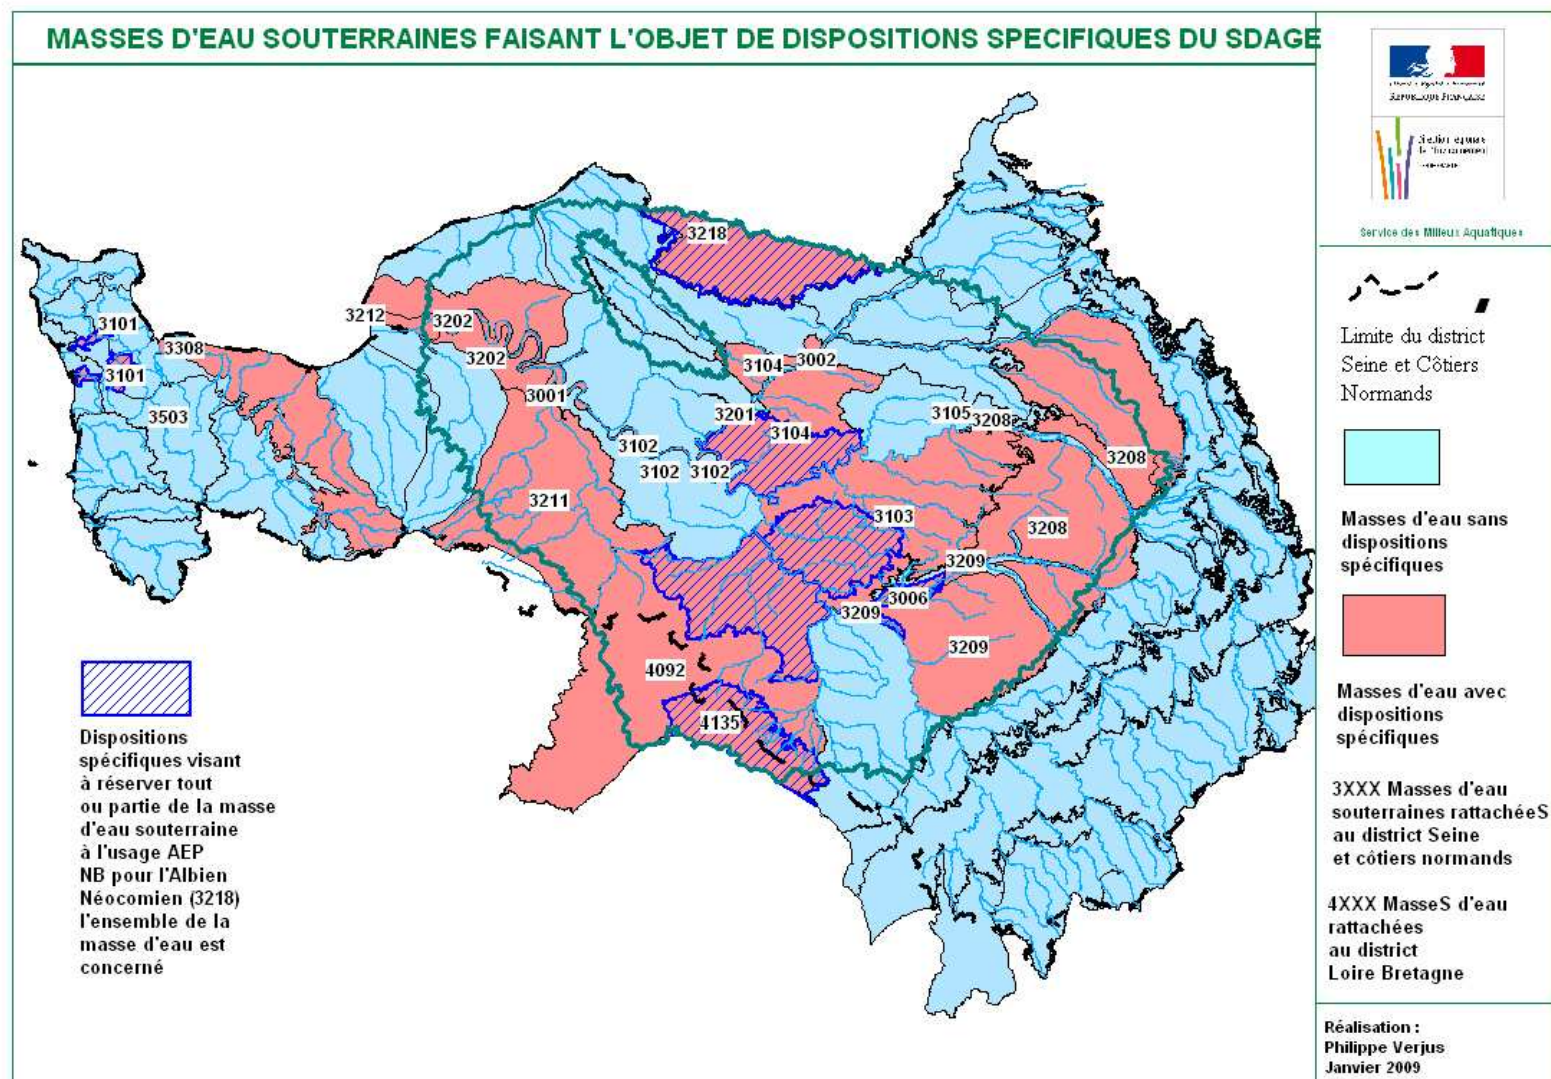 MASSES D'EAU SOUTERRAINES FAISANT L'OBJET DE DISPOSITIONS SPECIFIQUES DU SDAGE
RÉPUBLIQUE FRANÇAISE
Service des Milieux Aquatiques
Limite du district
Seine et Côtiers
Normands
Masses d'eau sans
dispositions
spécifiques
Masses d'eau avec
dispositions
spécifiques
3XXX Masses d'eau
souterraines rattachéeS
au district Seine
et côtiers normands
4XXX MasseS d'eau
rattachées
au district
Loire Bretagne
Réalisation :
Philippe Verjus
Janvier 2009
Dispositions
spécifiques visant
à réserver tout
ou partie de la masse
d'eau souterraine
à l'usage AEP
NB pour l'Albien
Néocomien (3218)
l'ensemble de la
masse d'eau est
concerné
3218
3101
3212
3202
3308
3202
3104
3002
3101
3001
3503
3201
3105
3208
3104
3102
3102
3102
3208
3211
3103
3208
3209
3006
3209
3209
4092
4135